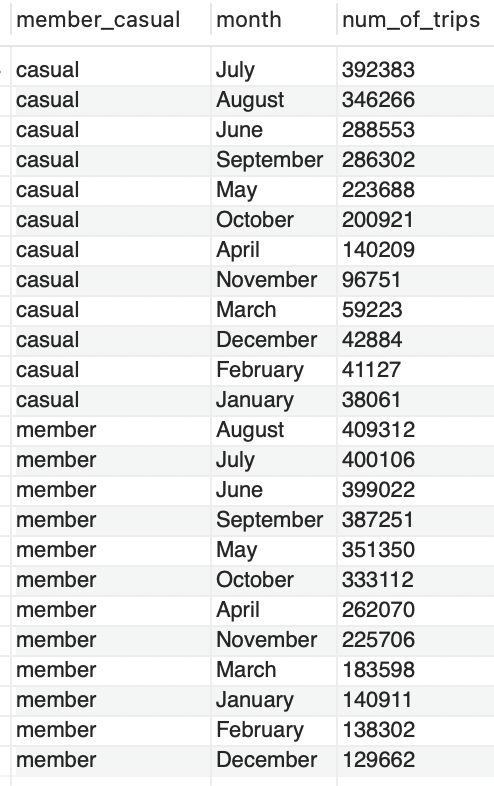 member_casual month num_of_trips
casual July 392383
casual August 346266
casual June 288553
casual September 286302
casual May 223688
casual October 200921
casual April 140209
casual November 96751
casual March 59223
casual December 42884
casual February 41127
casual January 38061
member August 409312
member July 400106
member June 399022
member September 387251
member May 351350
member October 333112
member April 262070
member November 225706
member March 183598
member January 140911
member February 138302
member December 129662